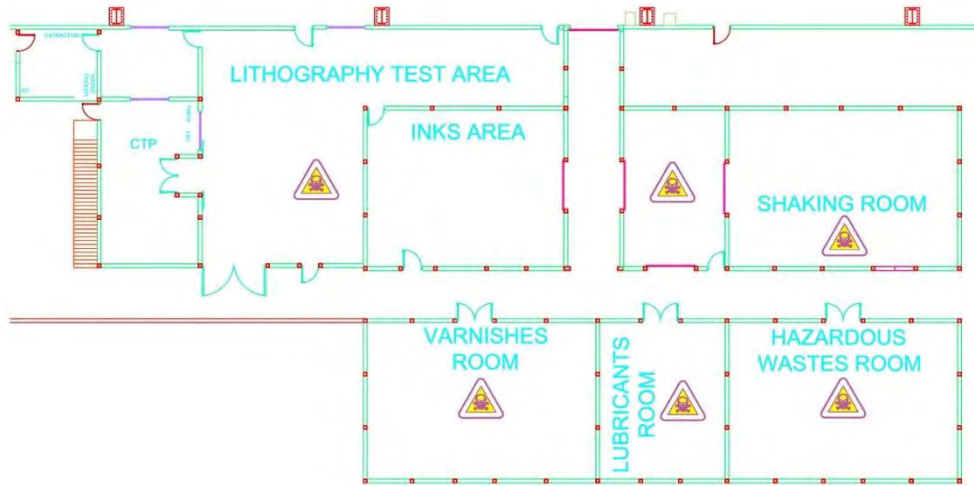 LITHOGRAPHY TEST AREA
INKS AREA
CTP
SHAKING ROOM
VARNISHES
ROOM
LUBRICANTS
ROOM
HAZARDOUS
WASTES ROOM